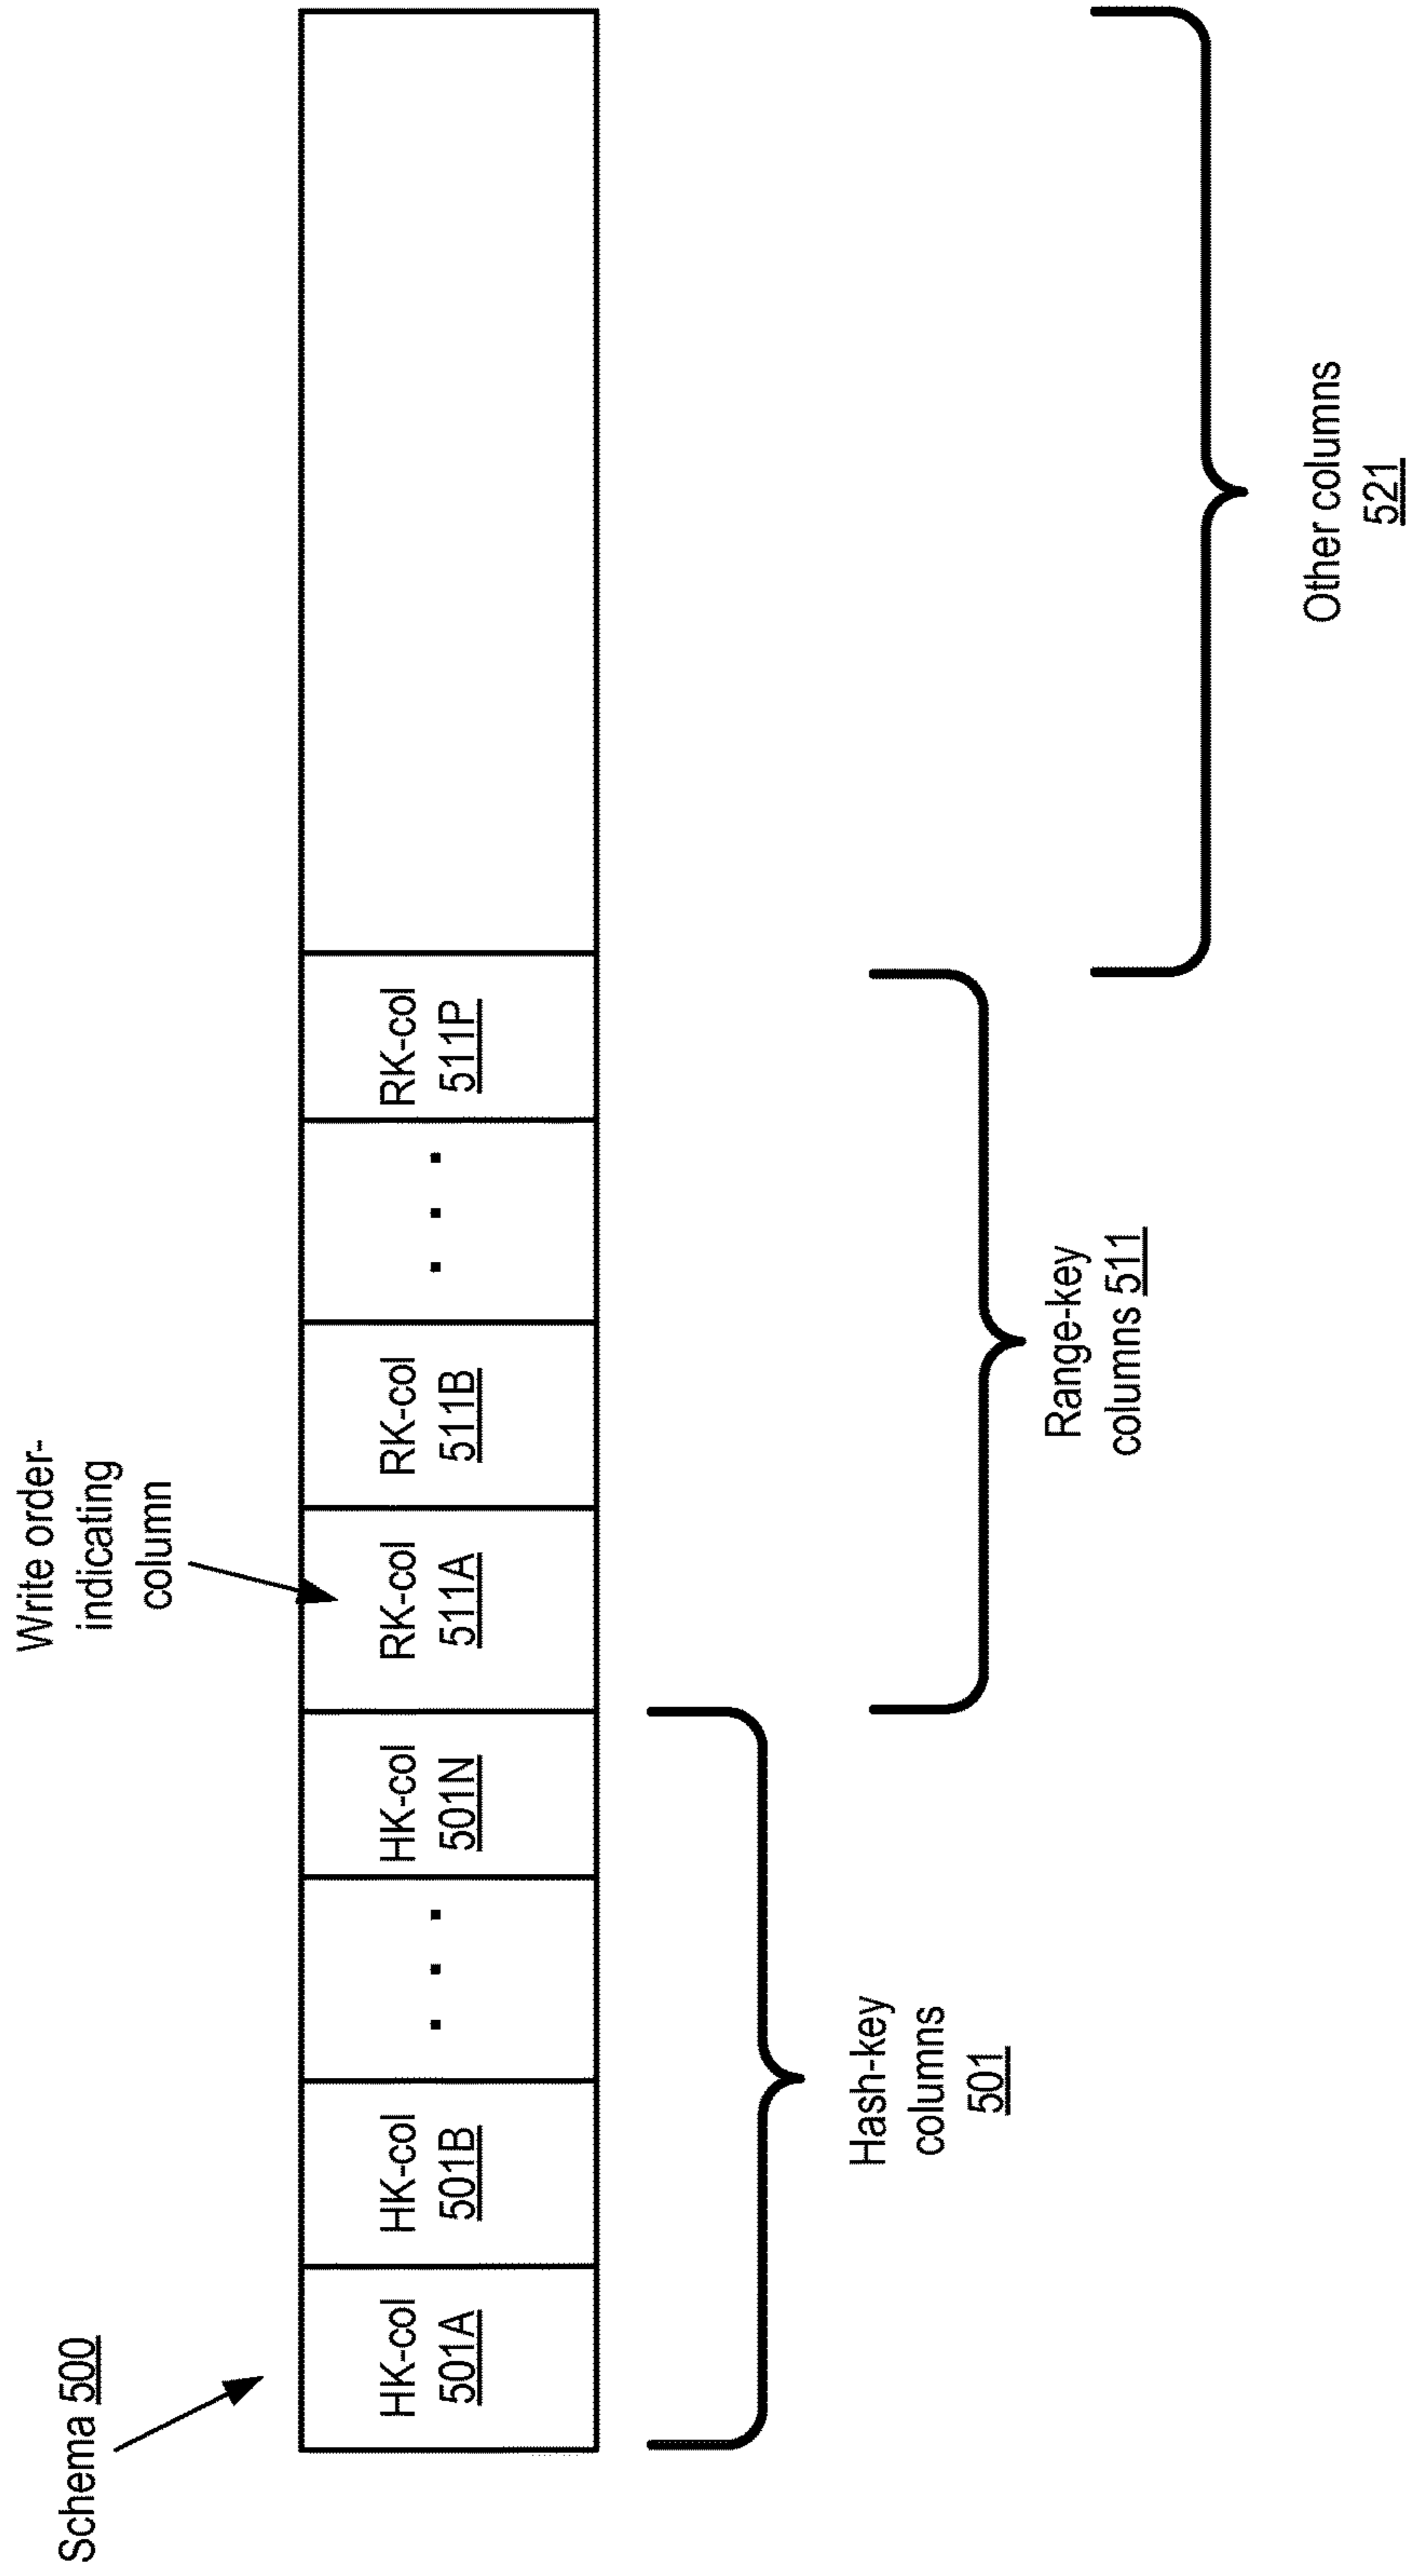 Schema 500
Write order-
indicating
column
HK-col
501A
HK-col
501B
. . .
HK-col
501N
RK-col
511A
RK-col
511B
. . .
RK-col
511P
Hash-key
columns
501
Range-key
columns 511
Other columns
521